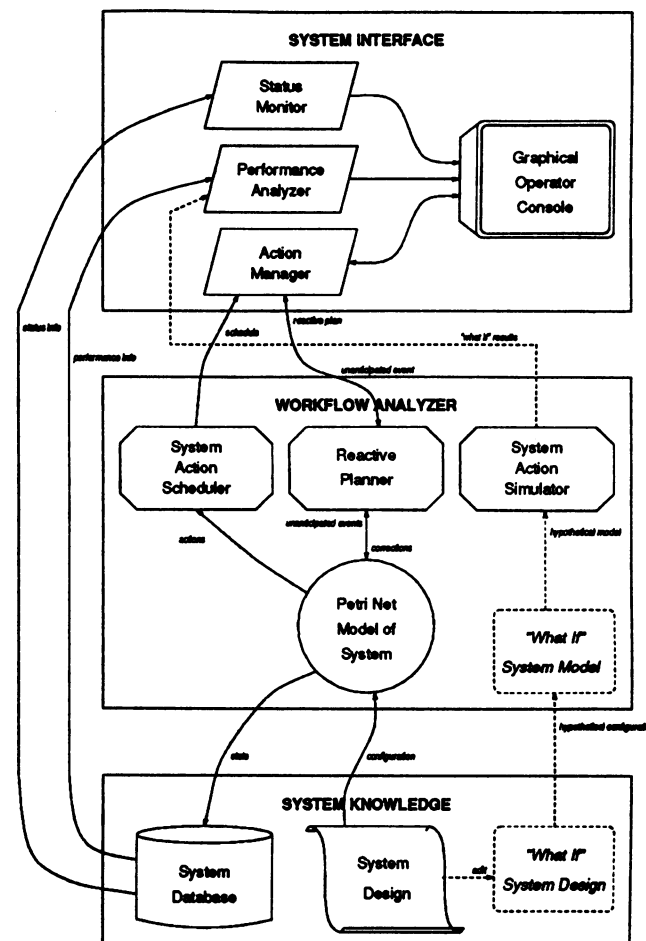 SYSTEM INTERFACE
Status
Monitor
Performance
Analyzer
Graphical
Operator
Console
Action
Manager
status info
performance info
schedule
reactive plan
"what if" results
unanticipated event
WORKFLOW ANALYZER
System
Action
Scheduler
Reactive
Planner
System
Action
Simulator
unanticipated events
actions
corrections
hypothetical model
Petri Net
Model of
System
"What If"
System Model
state
configuration
hypothetical configurati
SYSTEM KNOWLEDGE
System
Database
System
Design
edit
"What If"
System Design